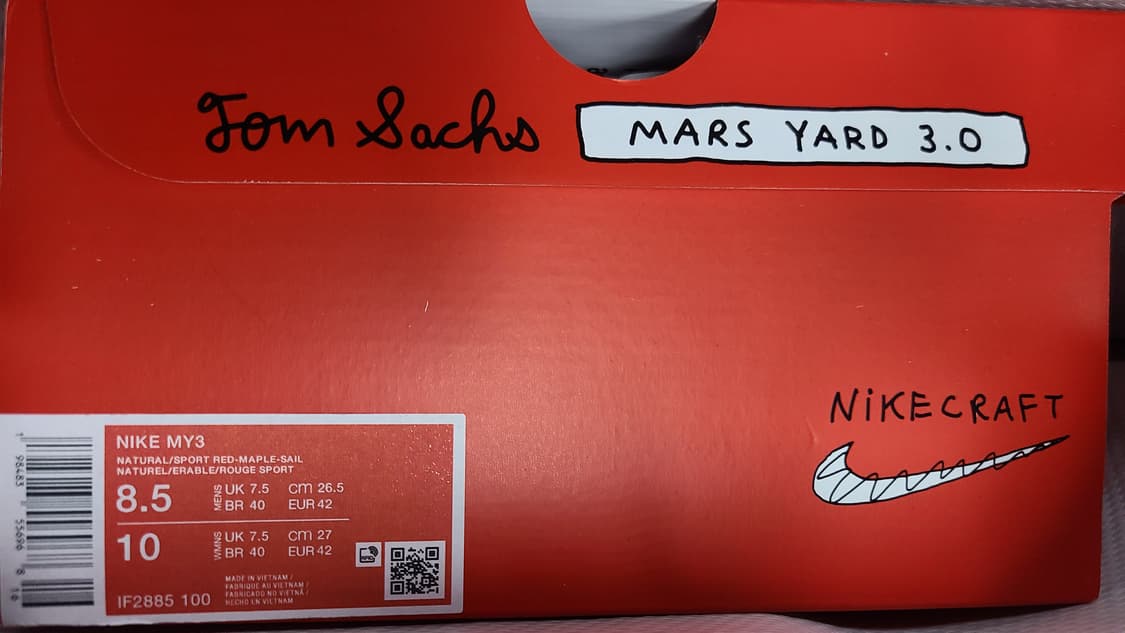 Tom Sachs MARS YARD 3.0
NiKECRAFT
NIKE MY3
NATURAL/SPORT RED-MAPLE-SAIL
NATUREL/ERABLE/ROUGE SPORT
8.5 MENS UK 7.5 CM 26.5
BR 40 EUR 42
10 WMNS UK 7.5 CM 27
BR 40 EUR 42
MADE IN VIETNAM /
FABRIQUE AU VIETNAM /
FABRICADO NO VIETNÃ /
HECHO EN VIETNAM
IF2885 100